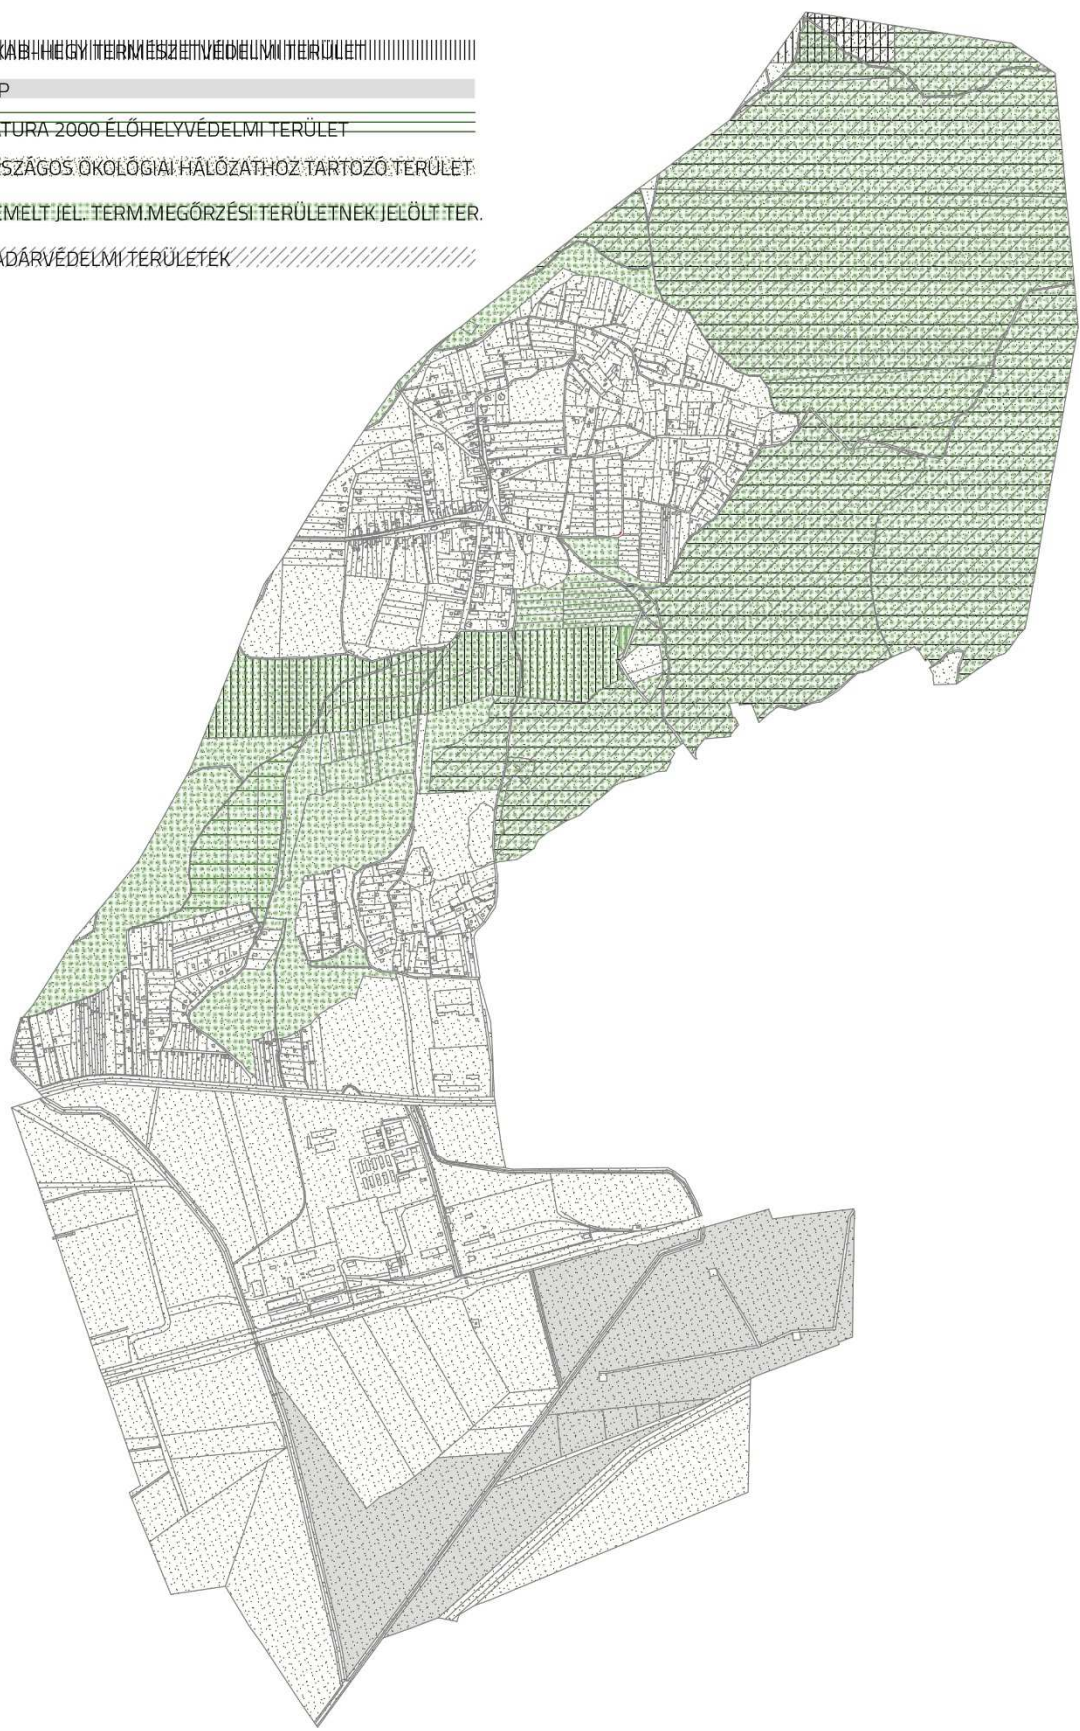 KAB-HEGY TERMÉSZETVÉDELMI TERÜLET
P
TURA 2000 ÉLŐHELYVÉDELMI TERÜLET
SZÁGOS ÖKOLÓGIAI HÁLÓZATHOZ TARTOZÓ TERÜLET
EMELT JEL. TERM.MEGŐRZÉSI TERÜLETNEK JELÖLT TER.
ADÁRVÉDELMI TERÜLETEK